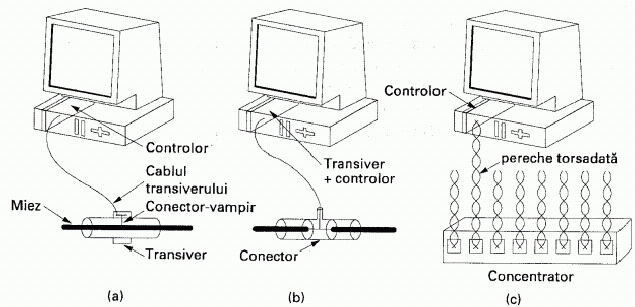 Controlor
Cablul
transiverului
Miez
Conector-vampir
Transiver
(a)
Transiver
+ controlor
Conector
(b)
Controlor
pereche torsadată
Concentrator
(c)